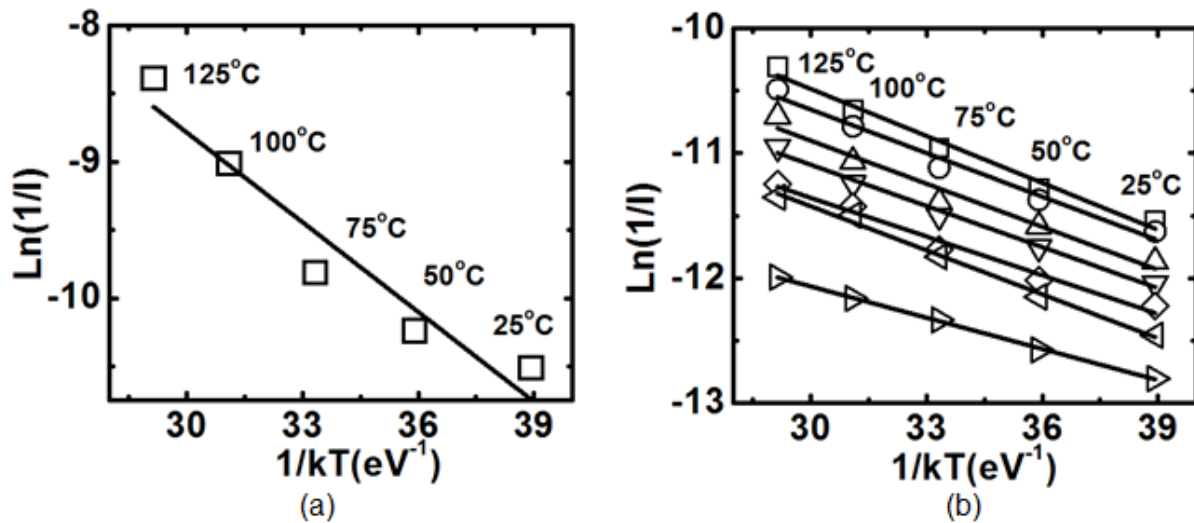 -8
-9
-10
Ln(1/I)
125°C
100°C
75°C
50°C
25°C
30 33 36 39
1/kT(eV⁻¹)
(a)
-10
-11
-12
-13
Ln(1/I)
125°C
100°C
75°C
50°C
25°C
30 33 36 39
1/kT(eV⁻¹)
(b)